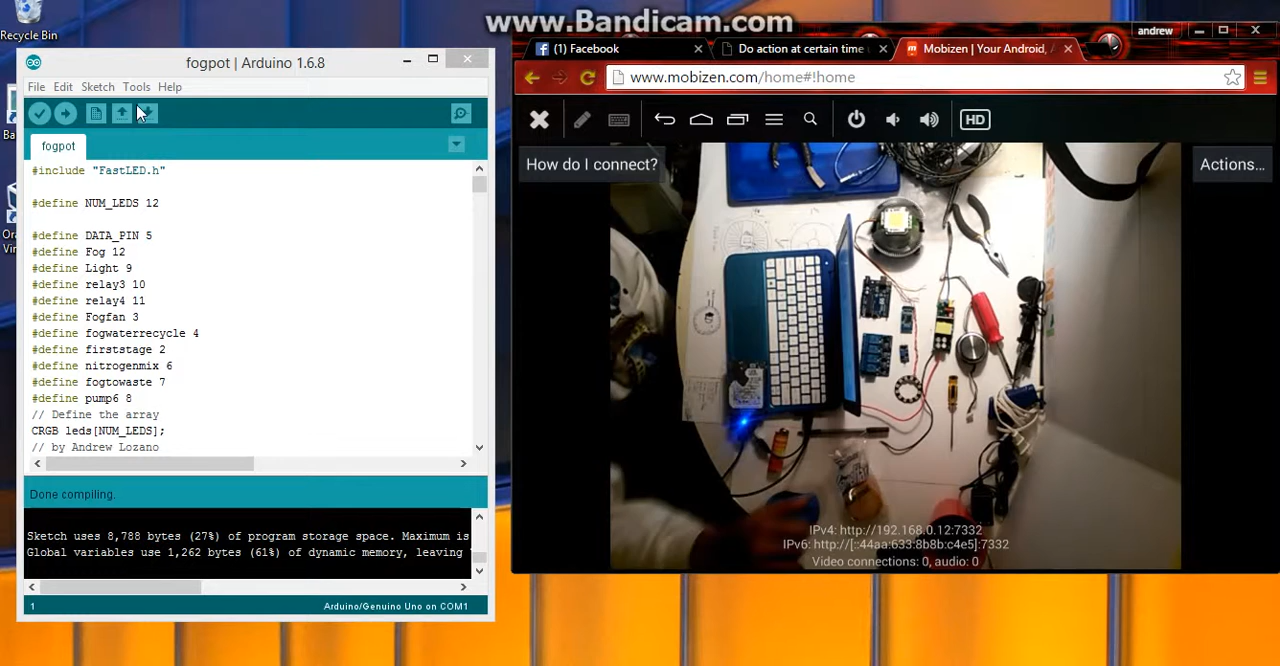 www.Bandicam.com
Recycle Bin
fogpot | Arduino 1.6.8
File Edit Sketch Tools Help
fogpot
#include "FastLED.h"
#define NUM_LEDS 12
#define DATA_PIN 5
#define Fog 12
#define Light 9
#define relay3 10
#define relay4 11
#define Fogfan 3
#define fogwaterrecycle 4
#define firststage 2
#define nitrogenmix 6
#define fogtowaste 7
#define pump6 8
// Define the array
CRGB leds[NUM_LEDS];
// by Andrew Lozano
Done compiling.
Sketch uses 8,788 bytes (27%) of program storage space. Maximum is
Global variables use 1,262 bytes (61%) of dynamic memory, leaving
1
Arduino/Genuino Uno on COM1
andrew
(1) Facebook
Do action at certain time
Mobizen | Your Android,
www.mobizen.com/home#!home
HD
How do I connect?
Actions...
IPv4: http://192.168.0.12:7332
IPv6: http://[::44aa:633:8b8b:c4e5]:7332
Video connections: 0, audio: 0